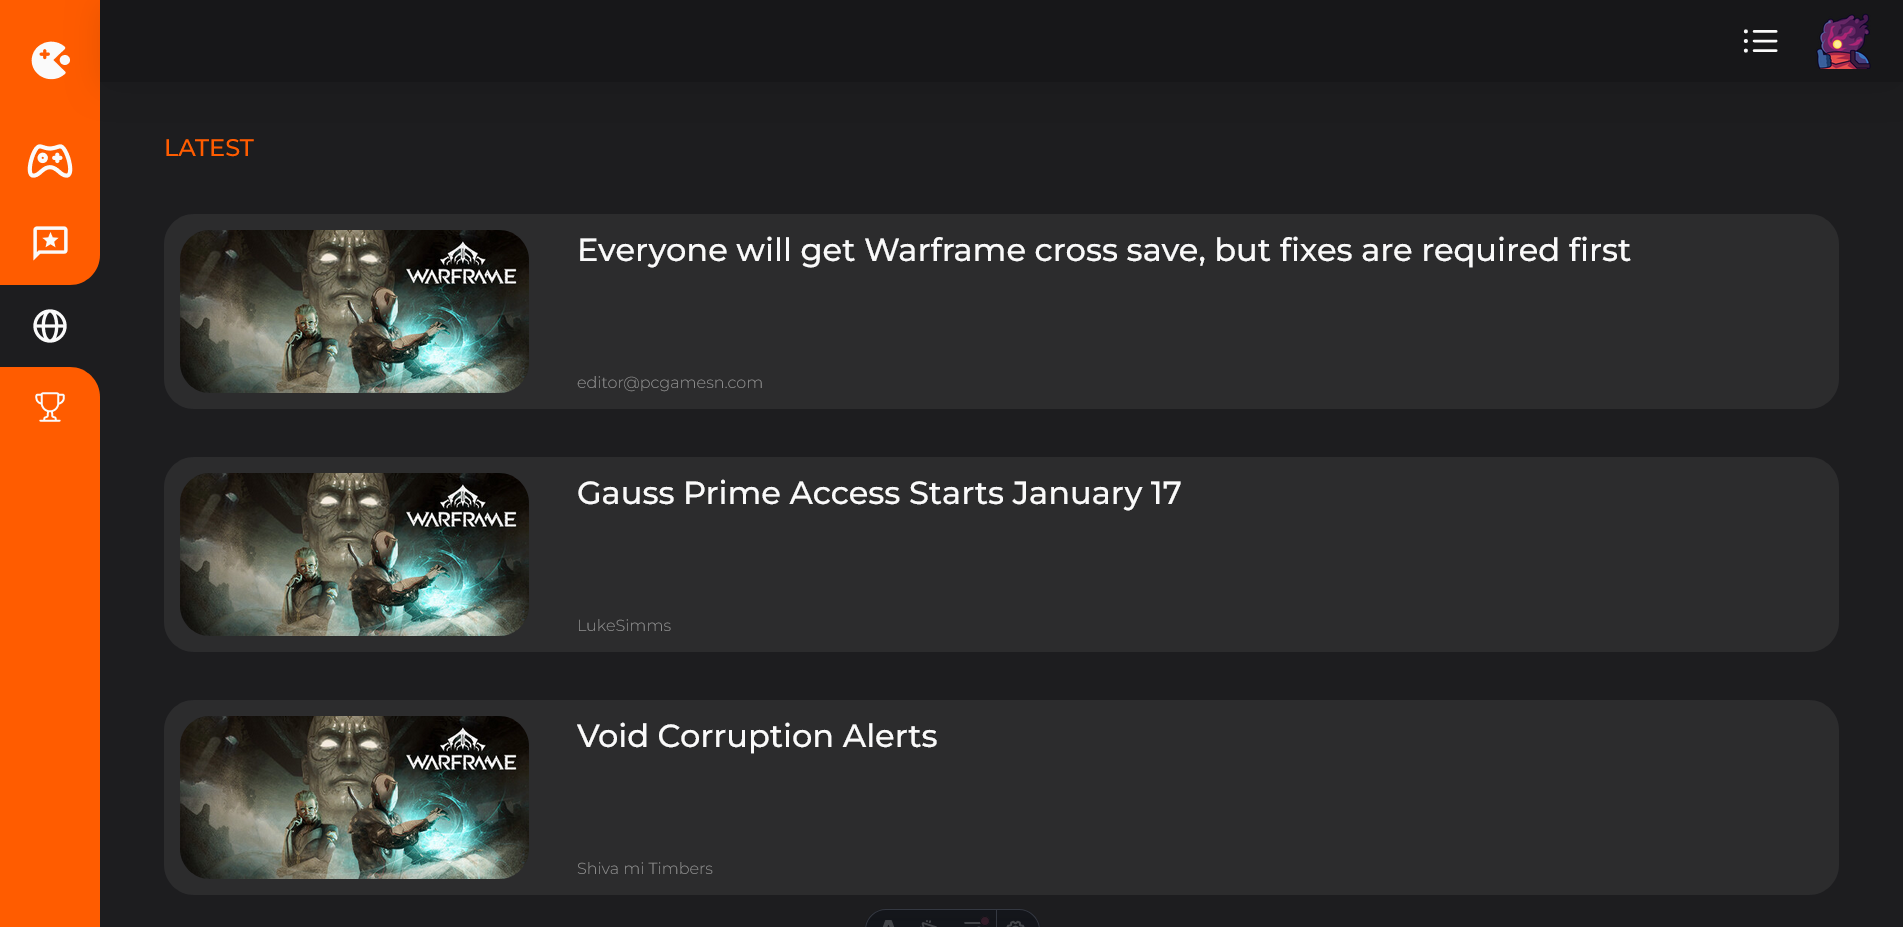 LATEST
WARFRAME
Everyone will get Warframe cross save, but fixes are required first
editor@pcgamesn.com
WARFRAME
Gauss Prime Access Starts January 17
LukeSimms
WARFRAME
Void Corruption Alerts
Shiva mi Timbers